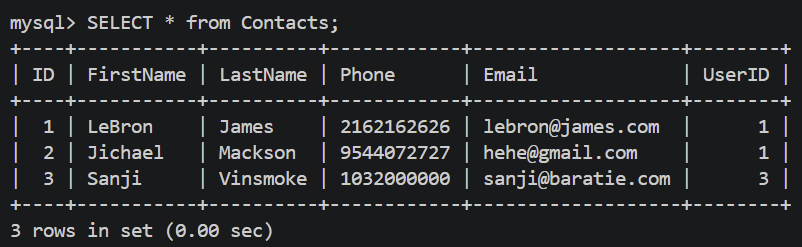 mysql> SELECT * from Contacts;
+----+-----------+----------+------------+-------------------+--------+
| ID | FirstName | LastName | Phone      | Email             | UserID |
+----+-----------+----------+------------+-------------------+--------+
|  1 | LeBron    | James    | 2162162626 | lebron@james.com  |      1 |
|  2 | Jichael   | Mackson  | 9544072727 | hehe@gmail.com    |      1 |
|  3 | Sanji     | Vinsmoke | 1032000000 | sanji@baratie.com |      3 |
+----+-----------+----------+------------+-------------------+--------+
3 rows in set (0.00 sec)